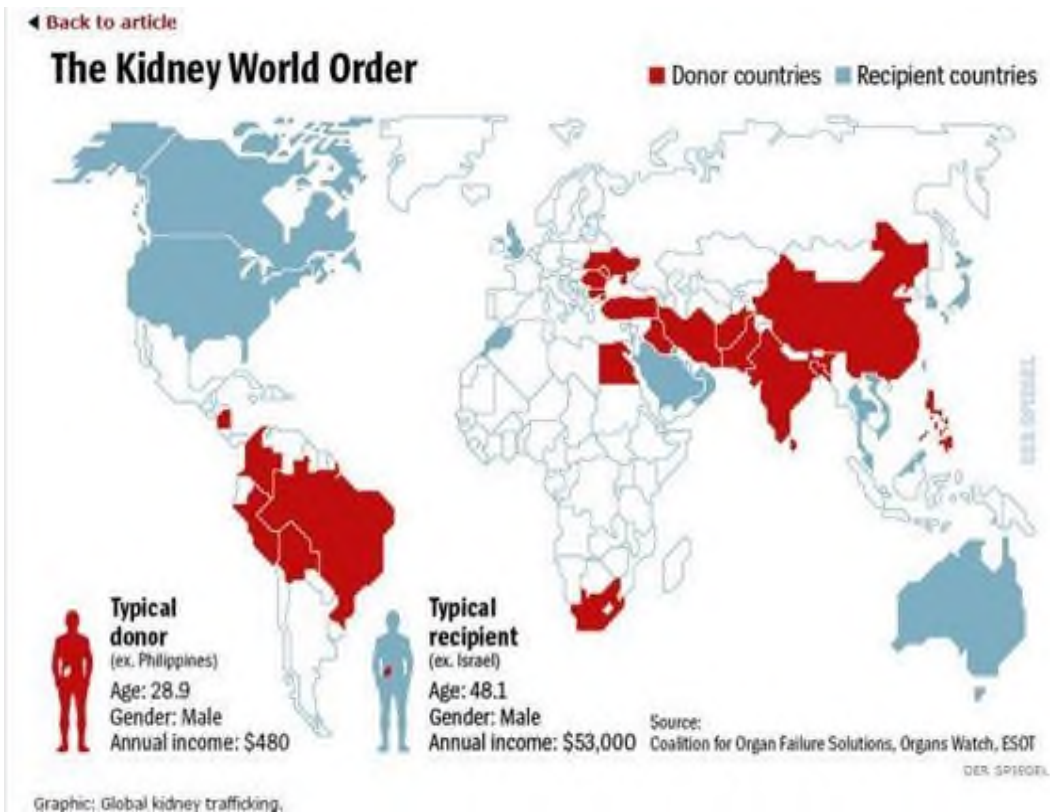 Back to article
The Kidney World Order
Donor countries Recipient countries
DER SPIEGEL
Typical
donor
(ex. Philippines)
Age: 28.9
Gender: Male
Annual income: $480
Typical
recipient
(ex. Israel)
Age: 48.1
Gender: Male
Annual income: $53,000
Source:
Coalition for Organ Failure Solutions, Organs Watch, ESOT
DER SPIEGEL
Graphic: Global kidney trafficking.